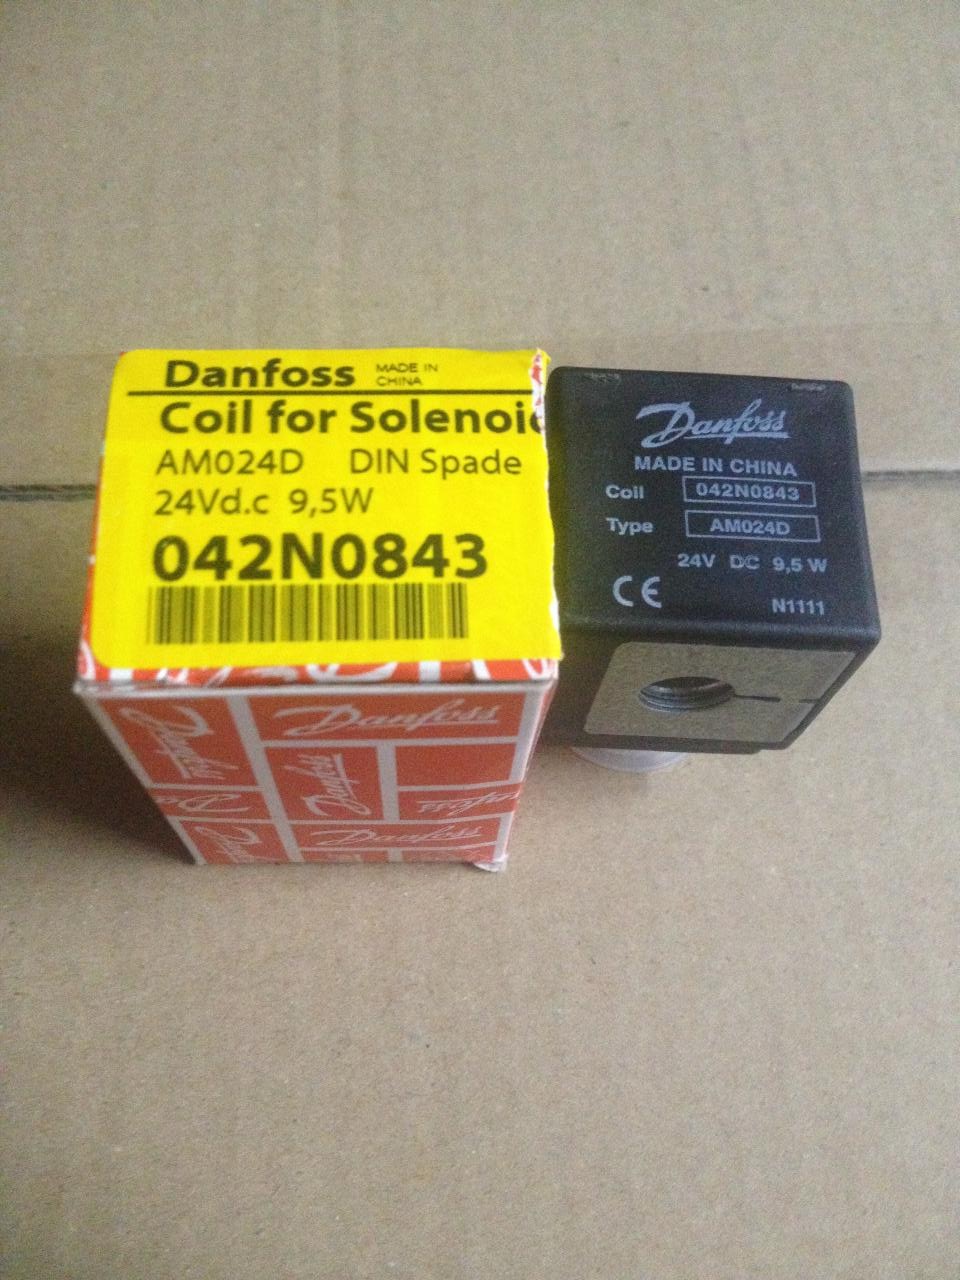 Danfoss MADE IN
CHINA
Coil for Solenoid
AM024D DIN Spade
24Vd.c 9,5W
042N0843
Danfoss
MADE IN CHINA
Coil 042N0843
Type AM024D
24V DC 9,5 W
CE N1111
Danfoss
Danfoss
Danfoss
Danfoss